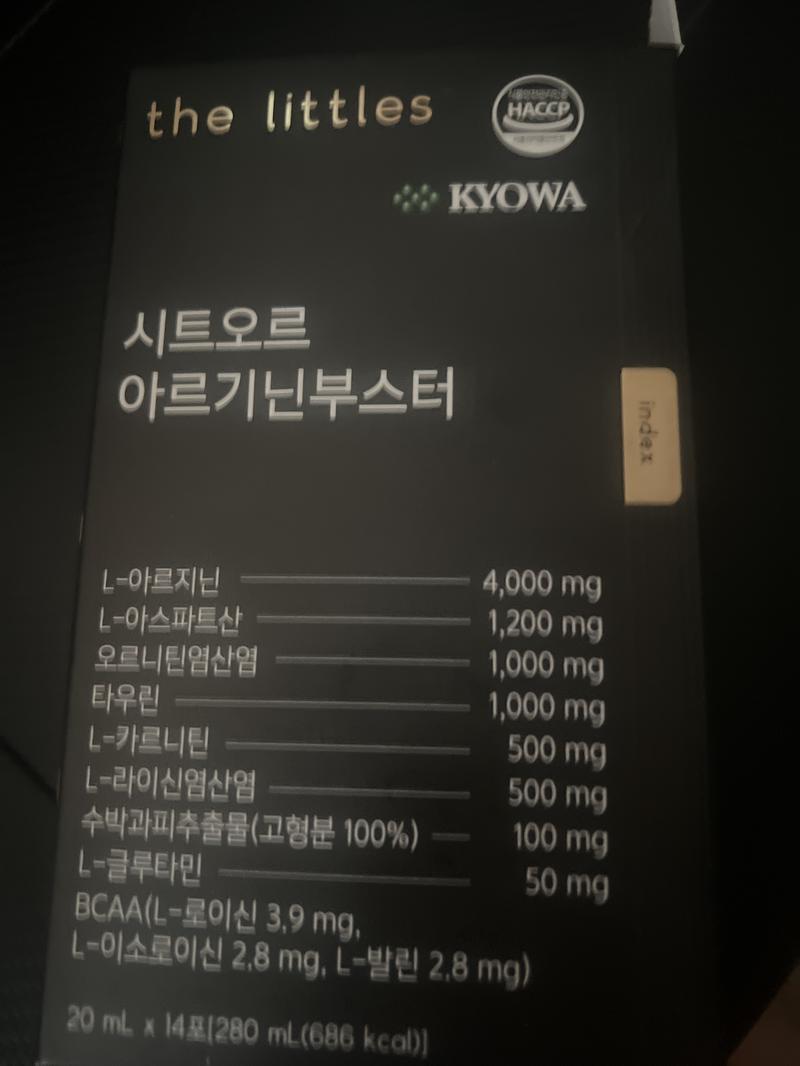 the littles
HACCP
KYOWA
시트오르
아르기닌부스터
index
L-아르지닌 4,000 mg
L-아스파트산 1,200 mg
오르니틴염산염 1,000 mg
타우린 1,000 mg
L-카르니틴 500 mg
L-라이신염산염 500 mg
수박과피추출물(고형분 100%) 100 mg
L-글루타민 50 mg
BCAA(L-로이신 3.9 mg,
L-이소로이신 2.8 mg, L-발린 2.8 mg)
20 mL x 14포[280 mL(686 kcal)]